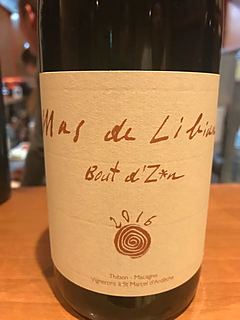 Mas de Libian
Bout d'Z*n
2016
Thibon - Macagno
Vignerons à St Marcel d'Ardèche